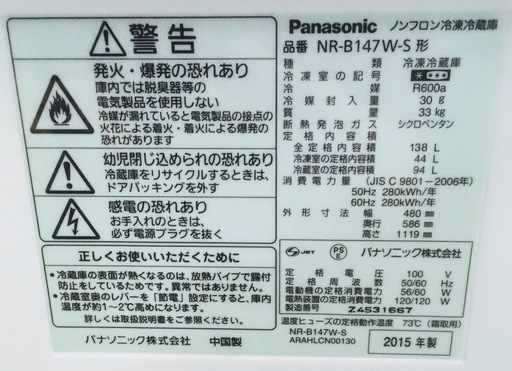 警告
発火・爆発の恐れあり
庫内では脱臭器等の
電気製品を使用しない
冷媒が漏れていると電気製品の接点の
火花による着火・着火による爆発の
恐れがあります
幼児閉じ込められの恐れあり
冷蔵庫をリサイクルするときは、
ドアパッキングを外す
感電の恐れあり
お手入れのときは、
必ず電源プラグを抜く
正しくお使いいただくために
●冷蔵庫の表面が熱くなるのは、放熱パイプで露付
防止をしているためです。異常ではありません。
●冷蔵室奥のレバーを「節電」設定にすると、庫内
温度が約1~2℃高めになります。
詳しくは取扱説明書をご覧ください。
パナソニック株式会社 中国製
Panasonic ノンフロン冷凍冷蔵庫
品番 NR-B147W-S 形
種類 冷凍冷蔵庫
冷凍室の記号
冷媒 R600a
冷媒封入量 30 g
質量 33 kg
断熱発泡ガス シクロペンタン
定格内容積
全定格内容積 138 L
冷凍室の定格内容積 44 L
冷蔵室の定格内容積 94 L
消費電力量 (JIS C 9801-2006年)
50Hz 280kWh/年
60Hz 280kWh/年
外形寸法 幅 480 mm
奥行 586 mm
高さ 1119 mm
JET PS E パナソニック株式会社
定格電圧 100 V
定格周波数 50/60 Hz
電動機の定格消費電力 56/60 W
電熱装置の定格消費電力 120/120 W
製造番号 Z4531667
温度ヒューズの定格動作温度 73℃ (霜取用)
NR-B147W-S
ARAHLCN00130
2015 年製